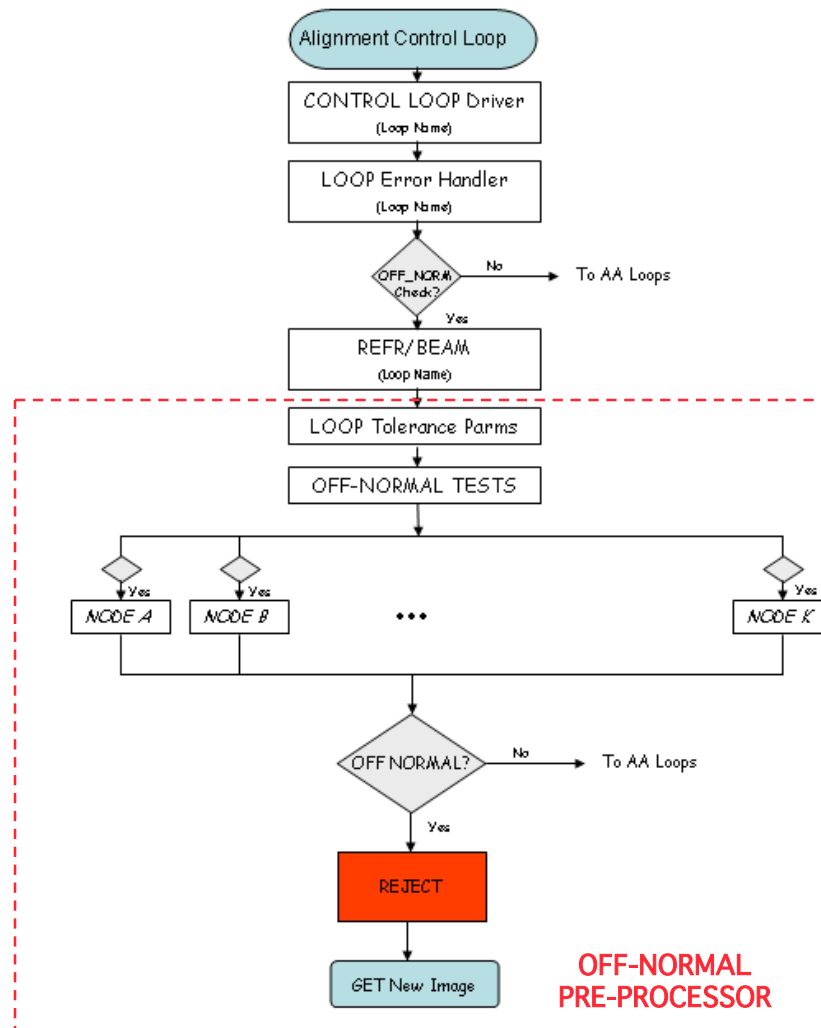 Alignment Control Loop
CONTROL LOOP Driver
(Loop Name)
LOOP Error Handler
(Loop Name)
OFF_NORM
Check?
No
To AA Loops
Yes
REFR/BEAM
(Loop Name)
LOOP Tolerance Parms
OFF-NORMAL TESTS
Yes
Yes
Yes
NODE A
NODE B
...
NODE K
OFF NORMAL?
No
To AA Loops
Yes
REJECT
GET New Image
OFF-NORMAL
PRE-PROCESSOR